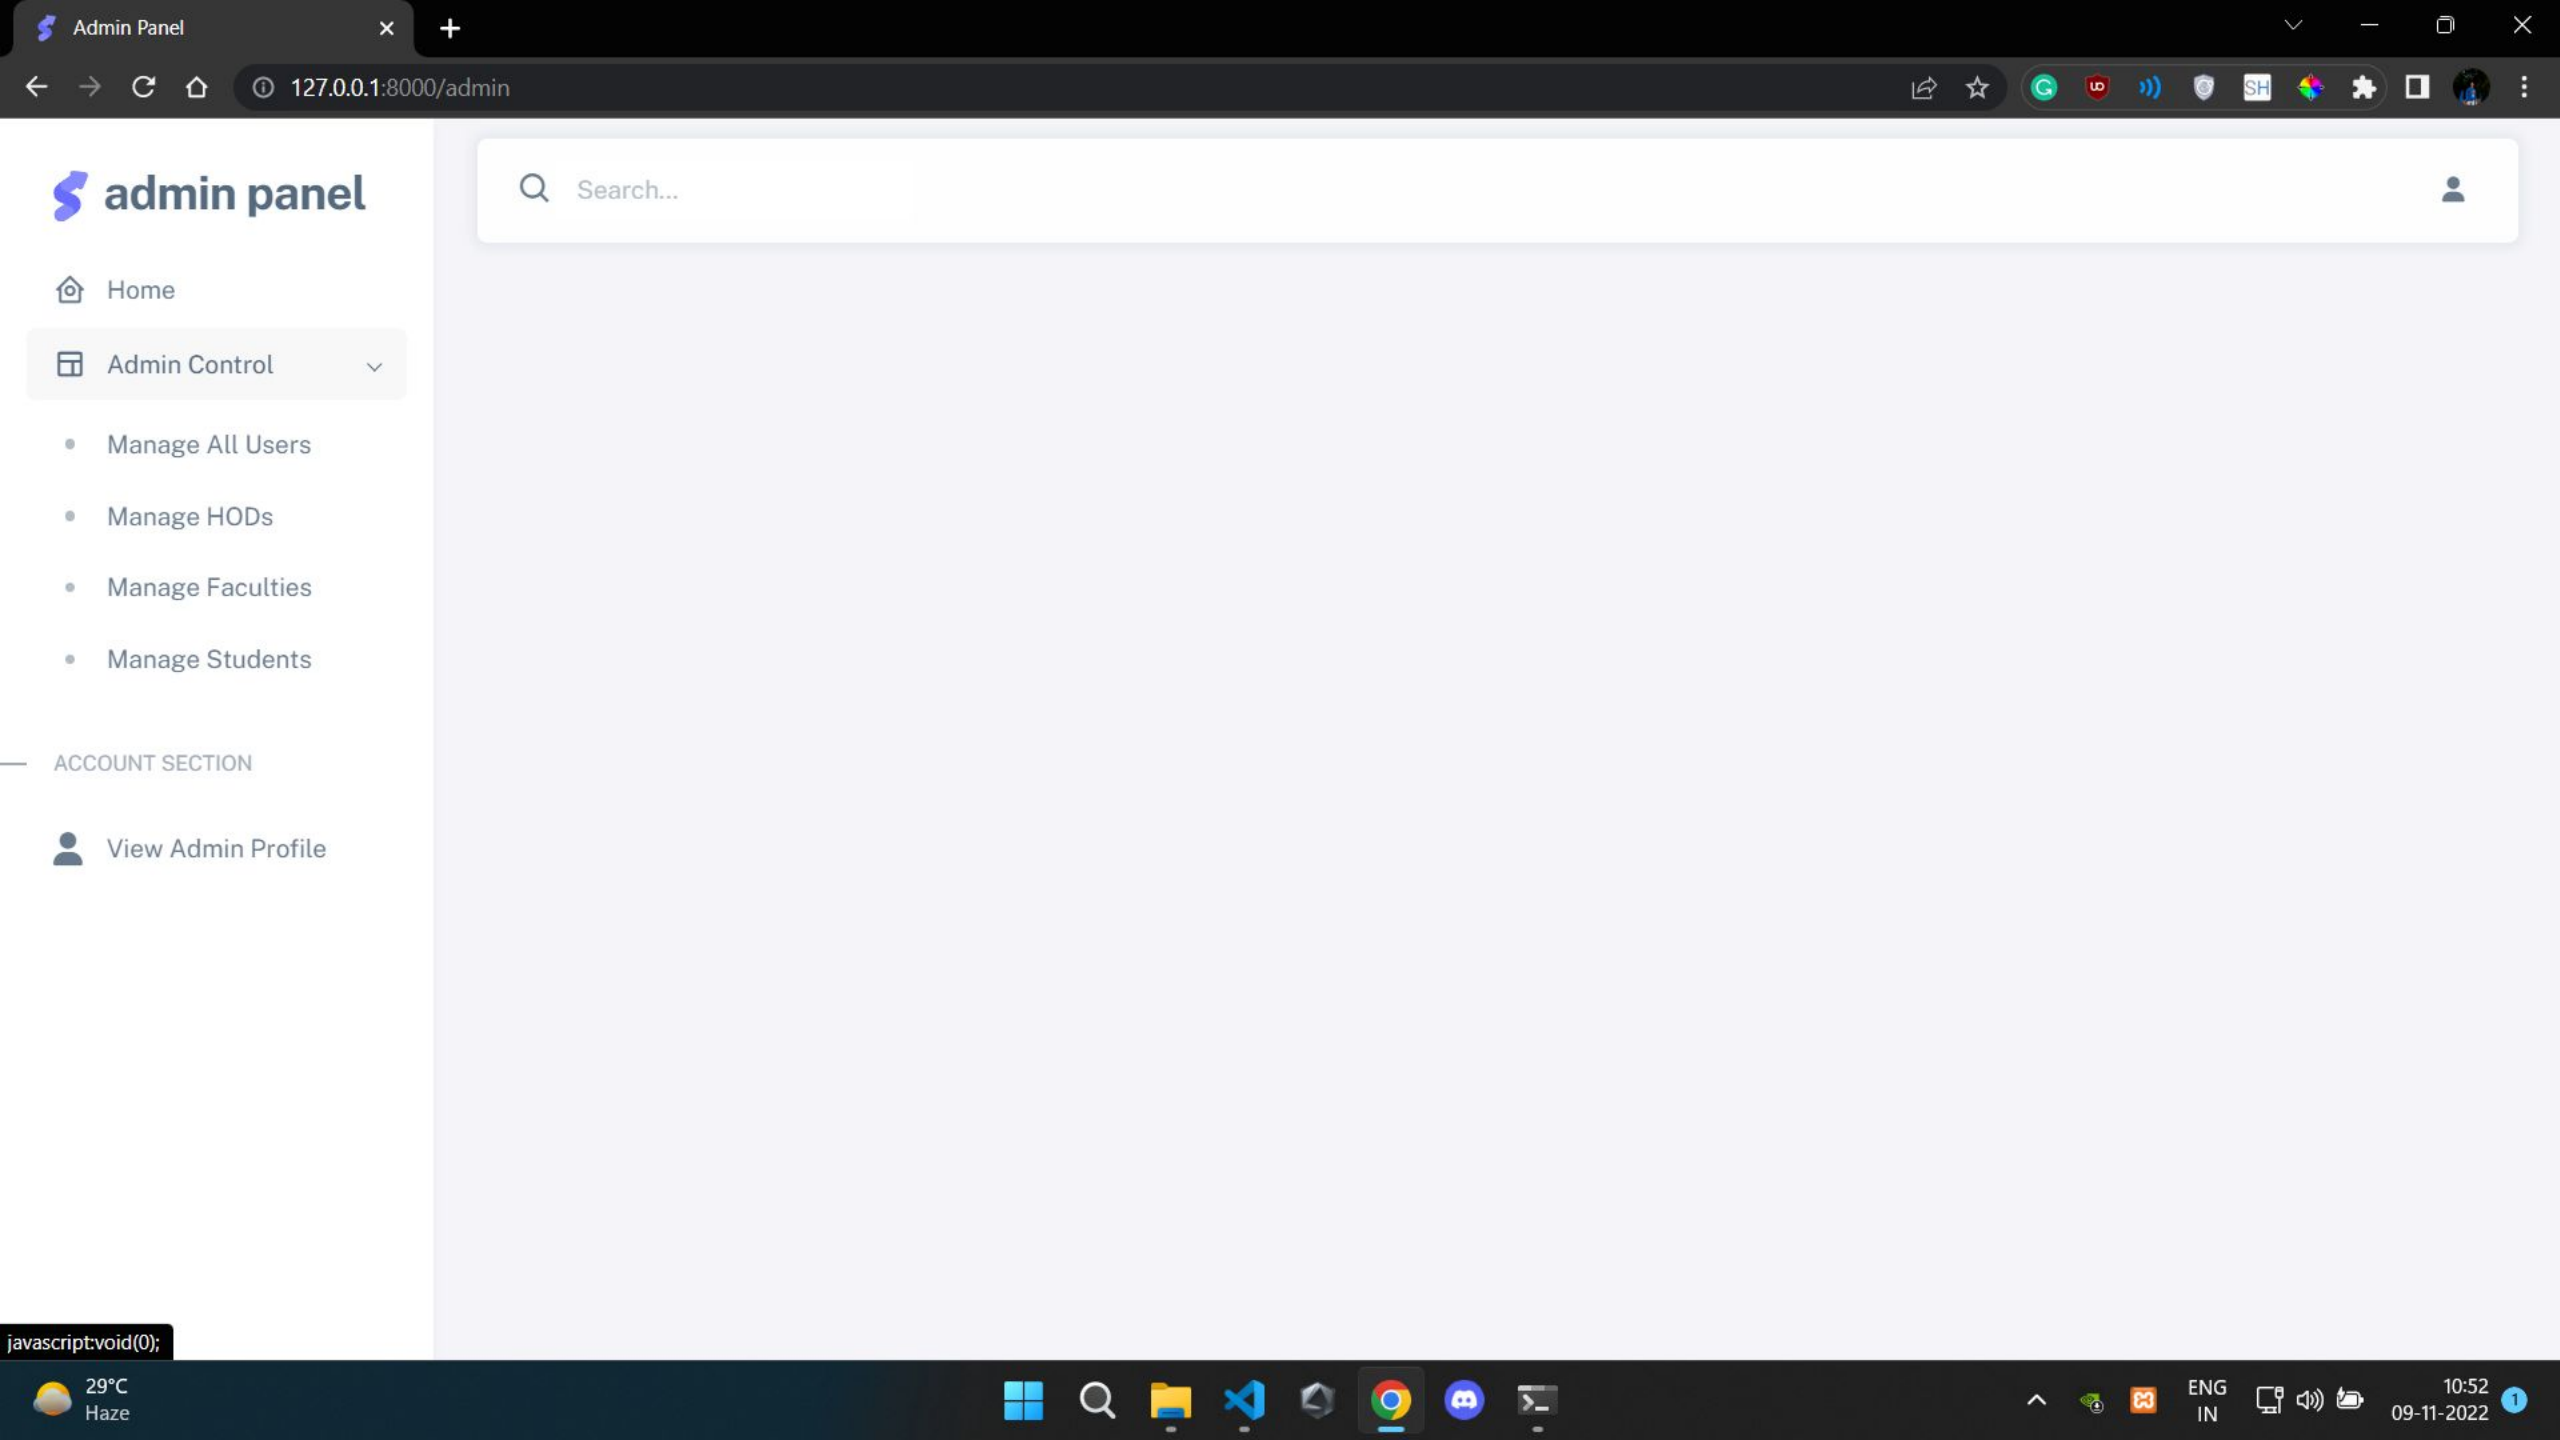 Admin Panel
127.0.0.1:8000/admin
SH
admin panel
Search...
Home
Admin Control
Manage All Users
Manage HODs
Manage Faculties
Manage Students
ACCOUNT SECTION
View Admin Profile
javascript:void(0);
29°C
Haze
ENG
IN
10:52
09-11-2022
1